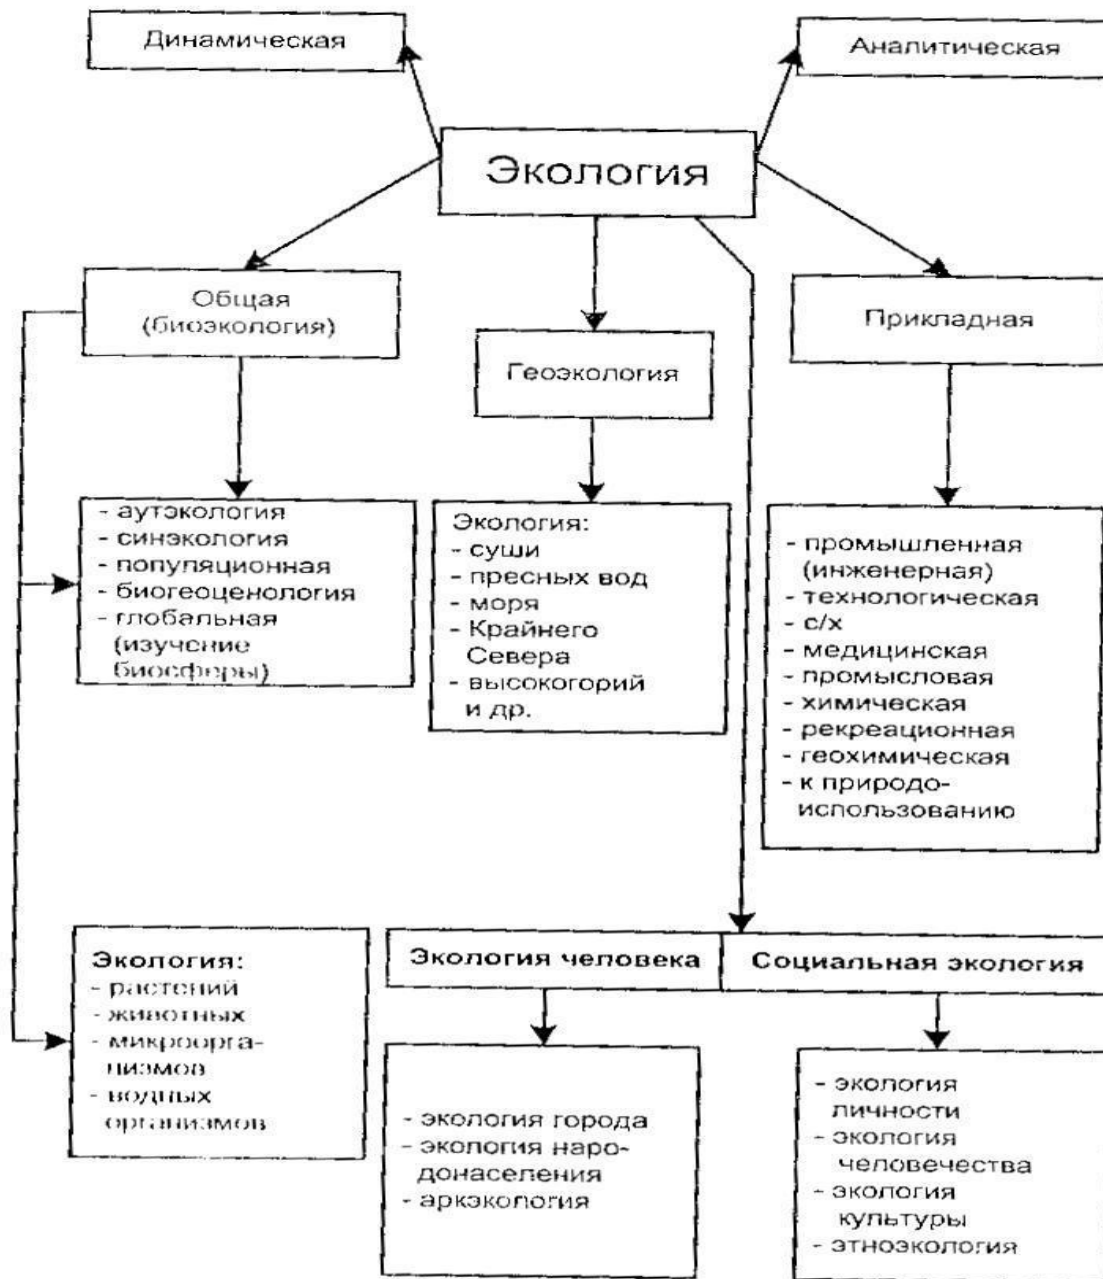 Динамическая
Аналитическая
Экология
Общая
(биоэкология)
Геоэкология
Прикладная
- аутэкология
- синэкология
- популяционная
- биогеоценология
- глобальная
(изучение
биосферы)
Экология:
- суши
- пресных вод
- моря
- Крайнего
Севера
- высокогорий
и др.
- промышленная
(инженерная)
- технологическая
- с/х
- медицинская
- промысловая
- химическая
- рекреационная
- геохимическая
- к природо-
использованию
Экология:
- растений
- животных
- микроорга-
низмов
- водных
организмов
Экология человека
Социальная экология
- экология города
- экология наро-
донаселения
- аркэкология
- экология
личности
- экология
человечества
- экология
культуры
- этноэкология